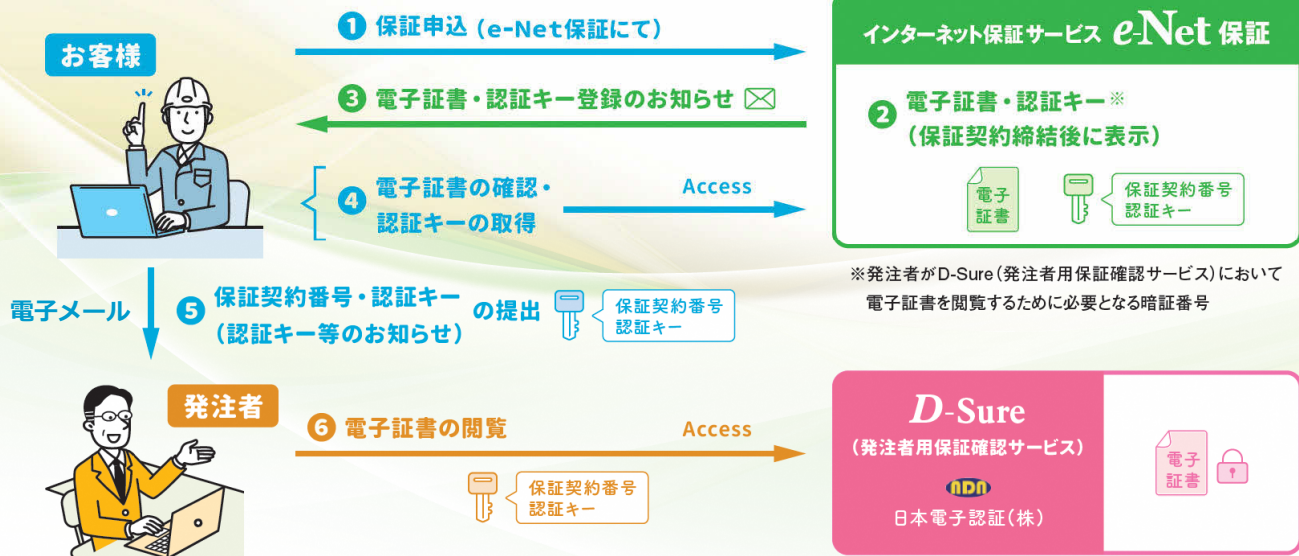 お客様
❶ 保証申込（e-Net保証にて）
インターネット保証サービス e-Net 保証
❸ 電子証書・認証キー登録のお知らせ
❷ 電子証書・認証キー※
（保証契約締結後に表示）
電子
証書
保証契約番号
認証キー
❹ 電子証書の確認・
認証キーの取得
Access
※発注者がD-Sure（発注者用保証確認サービス）において
電子証書を閲覧するために必要となる暗証番号
電子メール
❺ 保証契約番号・認証キー
（認証キー等のお知らせ）
の提出
保証契約番号
認証キー
発注者
❻ 電子証書の閲覧
Access
保証契約番号
認証キー
D-Sure
（発注者用保証確認サービス）
NDN
日本電子認証（株）
電子
証書